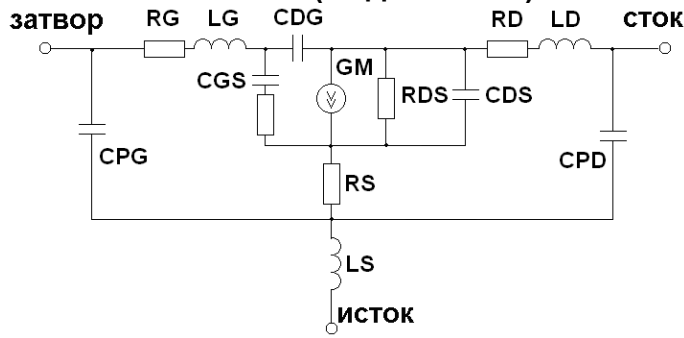 затвор RG LG CDG RD LD сток
CGS GM RDS CDS
CPG CPD
RS
LS
исток